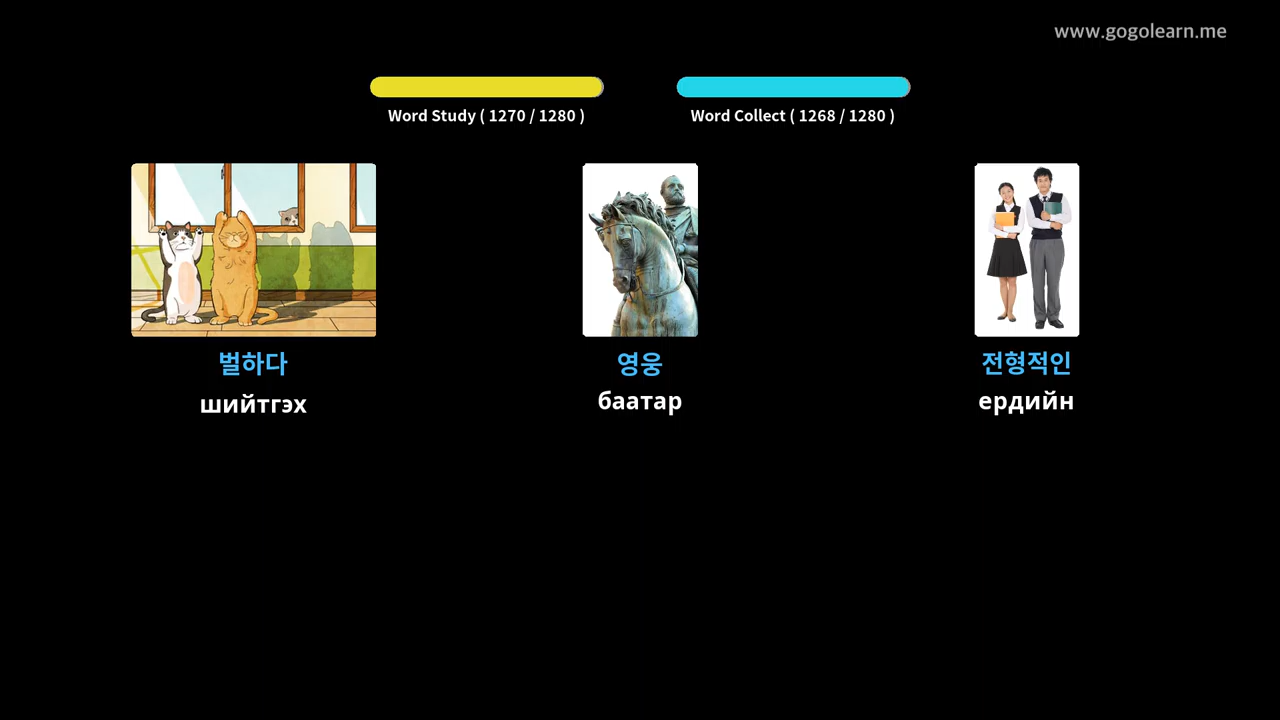 www.gogolearn.me
Word Study ( 1270 / 1280 )
Word Collect ( 1268 / 1280 )
벌하다
шийтгэх
영웅
баатар
전형적인
ердийн